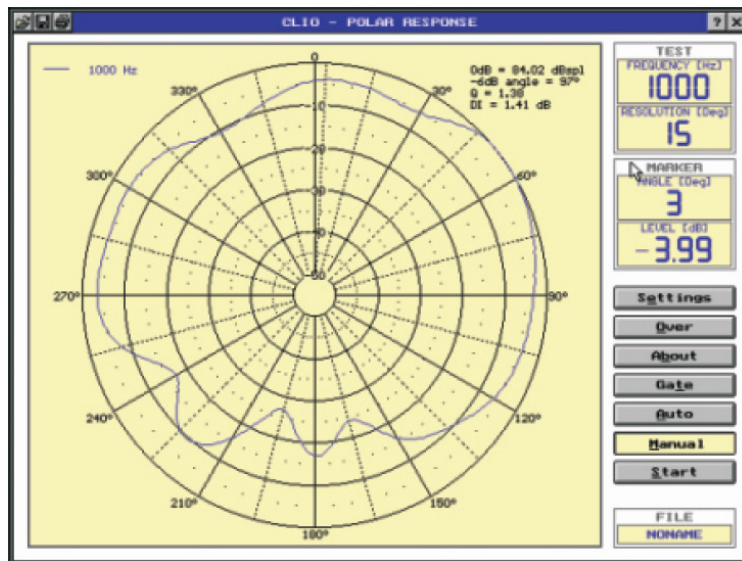 CLIO - POLAR RESPONSE
? X
1000 Hz
0dB = 84.02 dBspl
-6dB angle = 97°
Q = 1.38
DI = 1.41 dB
0
330°
30°
-10
-20
-30
300°
60°
-40
-50
270°
90°
240°
120°
210°
150°
180°
TEST
FREQUENCY [Hz]
1000
RESOLUTION [Deg]
15
MARKER
ANGLE [Deg]
3
LEVEL [dB]
-3.99
Settings
Over
About
Gate
Auto
Manual
Start
FILE
NONAME